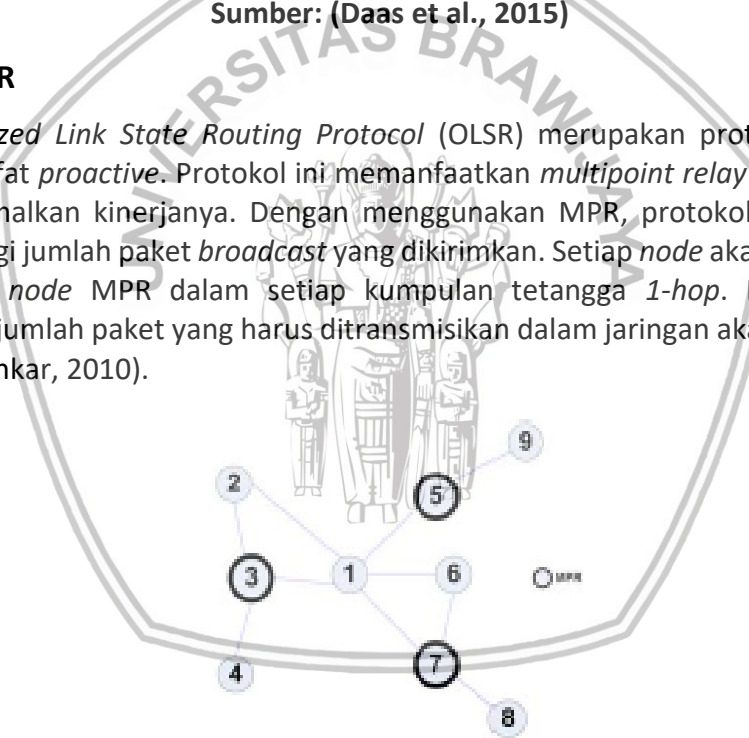 Sumber: (Daas et al., 2015)
R
zed Link State Routing Protocol (OLSR) merupakan prot
fat proactive. Protokol ini memanfaatkan multipoint relay
nalkan kinerjanya. Dengan menggunakan MPR, protokol
gi jumlah paket broadcast yang dikirimkan. Setiap node aka
node MPR dalam setiap kumpulan tetangga 1-hop.
jumlah paket yang harus ditransmisikan dalam jaringan aka
nkar, 2010).
UNIVERSITAS BRAWIJAYA
9
2
5
3
1
6
MPR
4
7
8